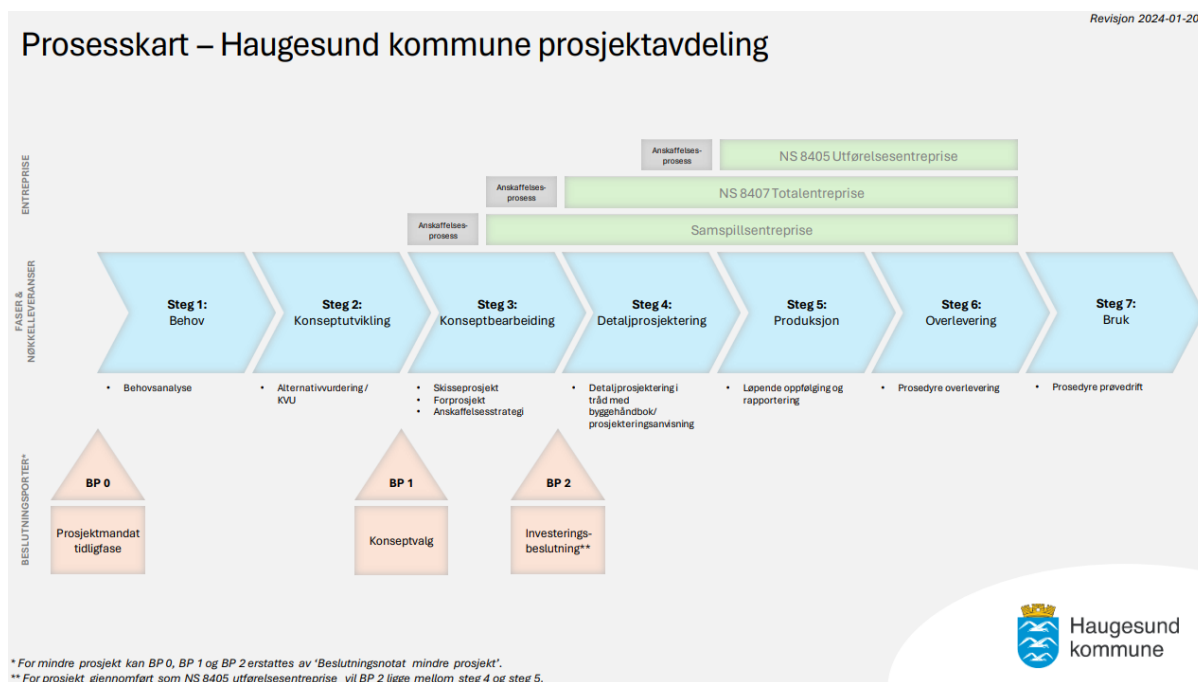 Revisjon 2024-01-20
Prosesskart – Haugesund kommune prosjektavdeling
ENTREPRISE
Anskaffelses-
prosess
NS 8405 Utførelsesentreprise
Anskaffelses-
prosess
NS 8407 Totalentreprise
Anskaffelses-
prosess
Samspillsentreprise
FASER &
NØKKELLEVERANSER
Steg 1:
Behov
Steg 2:
Konseptutvikling
Steg 3:
Konseptbearbeiding
Steg 4:
Detaljprosjektering
Steg 5:
Produksjon
Steg 6:
Overlevering
Steg 7:
Bruk
• Behovsanalyse
• Alternativvurdering /
KVU
• Skisseprosjekt
• Forprosjekt
• Anskaffelsesstrategi
• Detaljprosjektering i
tråd med
byggehåndbok/
prosjekteringsanvisning
• Løpende oppfølging og
rapportering
• Prosedyre overlevering
• Prosedyre prøvedrift
BESLUTNINGSPORTER*
BP 0
Prosjektmandat
tidligfase
BP 1
Konseptvalg
BP 2
Investerings-
beslutning**
Haugesund
kommune
* For mindre prosjekt kan BP 0, BP 1 og BP 2 erstattes av ‘Beslutningsnotat mindre prosjekt’.
** For prosjekt gjennomført som NS 8405 utførelsesentreprise vil BP 2 ligge mellom steg 4 og steg 5.